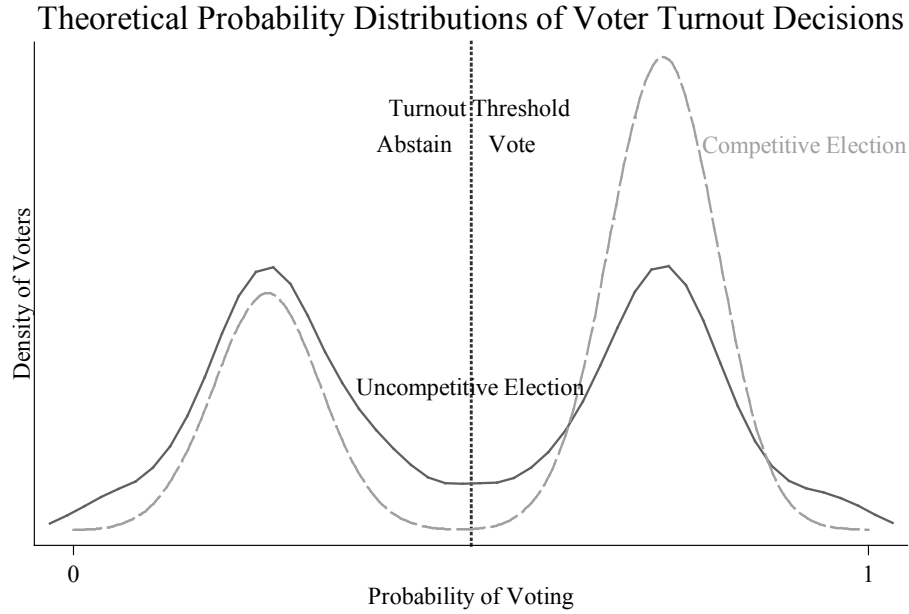 Theoretical Probability Distributions of Voter Turnout Decisions
Turnout Threshold
Abstain Vote
Competitive Election
Density of Voters
Uncompetitive Election
0 1
Probability of Voting